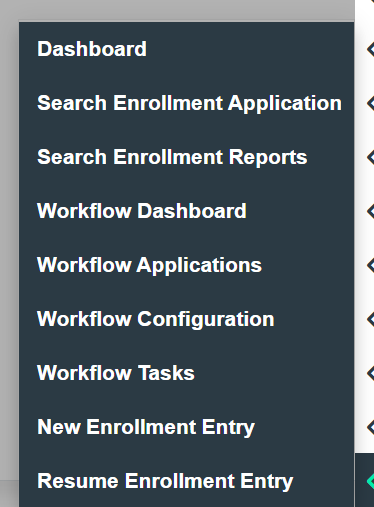 Dashboard
Search Enrollment Application
Search Enrollment Reports
Workflow Dashboard
Workflow Applications
Workflow Configuration
Workflow Tasks
New Enrollment Entry
Resume Enrollment Entry